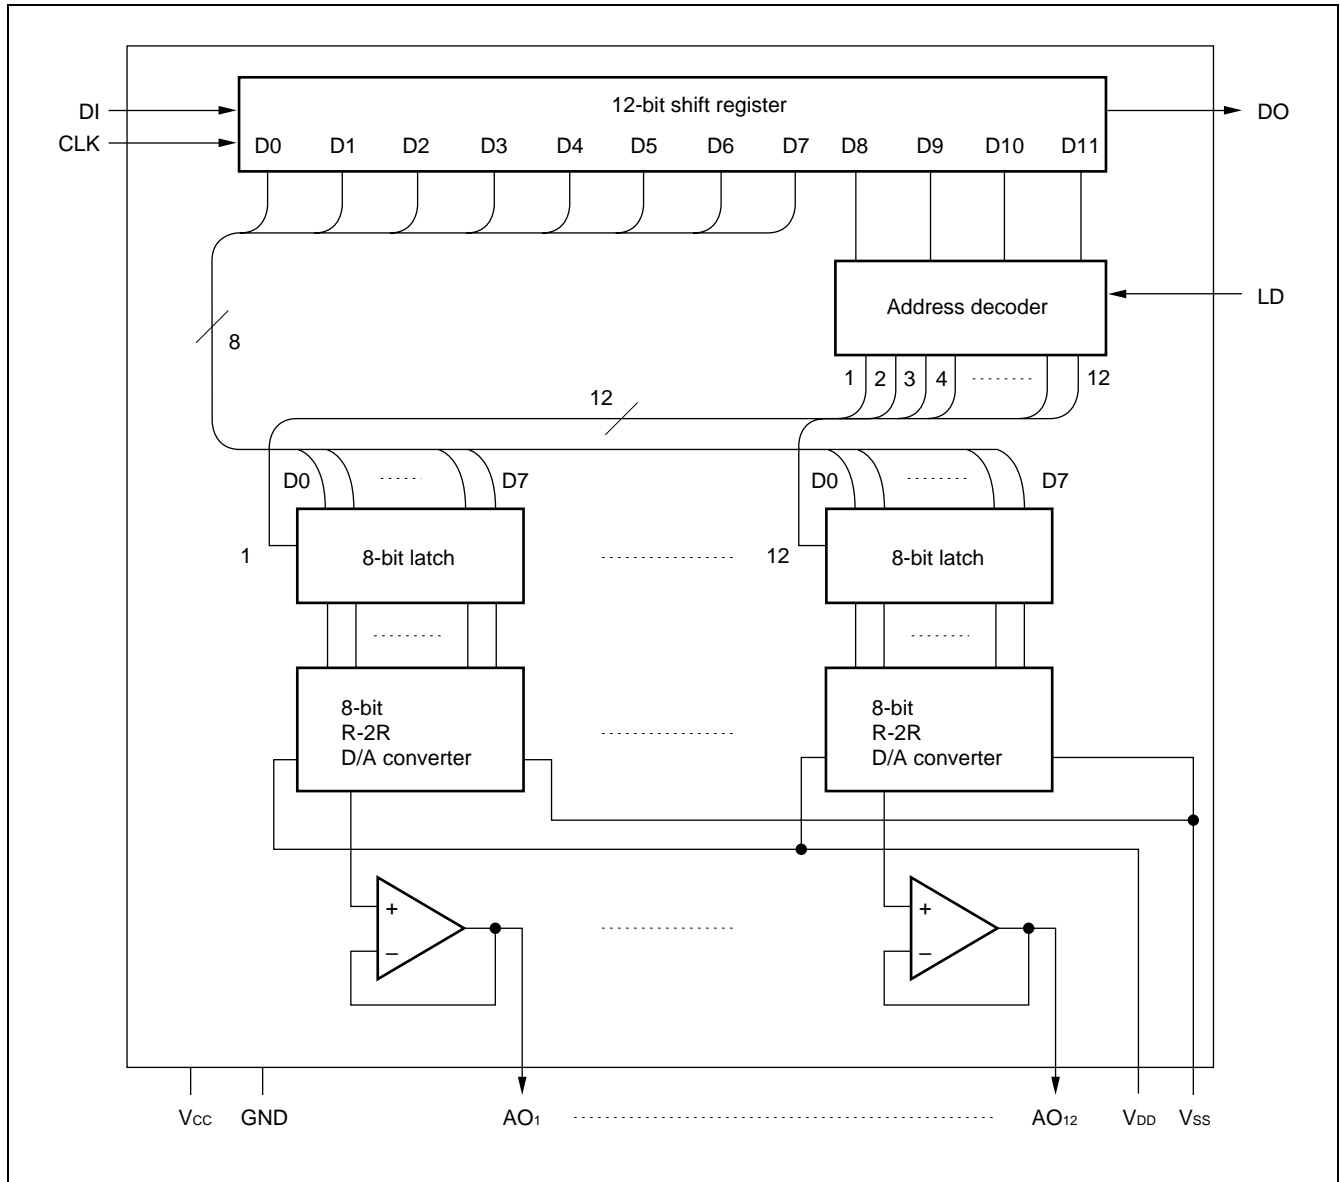 12-bit shift register
DI
DO
CLK
D0 D1 D2 D3 D4 D5 D6 D7 D8 D9 D10 D11
LD
Address decoder
8
1 2 3 4 ........ 12
12
D0 ..... D7
D0 ........ D7
1
8-bit latch
12
8-bit latch
8-bit
R-2R
D/A converter
8-bit
R-2R
D/A converter
+
–
+
–
VCC GND AO1 AO12 VDD VSS